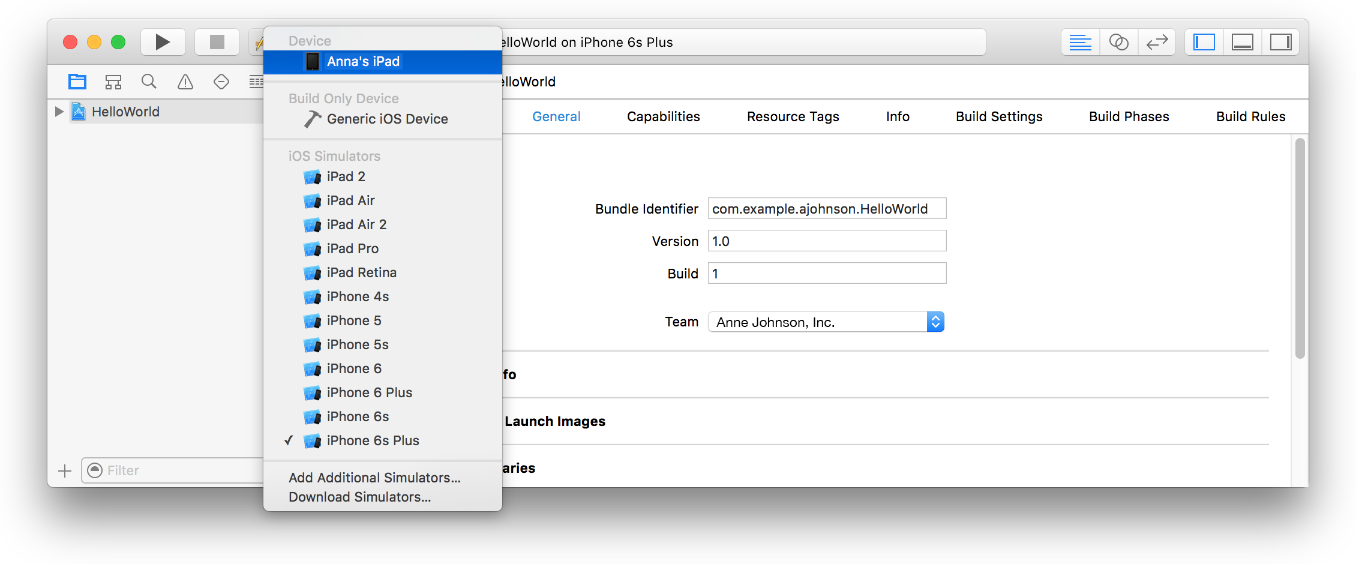 Device
elloWorld on iPhone 6s Plus
Anna's iPad
elloWorld
Build Only Device
Generic iOS Device
HelloWorld
General Capabilities Resource Tags Info Build Settings Build Phases Build Rules
iOS Simulators
iPad 2
iPad Air
iPad Air 2
iPad Pro
iPad Retina
iPhone 4s
iPhone 5
iPhone 5s
iPhone 6
iPhone 6 Plus
iPhone 6s
✓ iPhone 6s Plus
Add Additional Simulators...
Download Simulators...
Bundle Identifier com.example.ajohnson.HelloWorld
Version 1.0
Build 1
Team Anne Johnson, Inc.
fo
Launch Images
aries
Filter